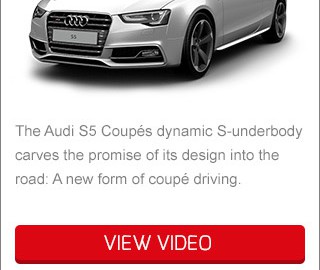 S5
The Audi S5 Coupés dynamic S-underbody
carves the promise of its design into the
road: A new form of coupé driving.
VIEW VIDEO